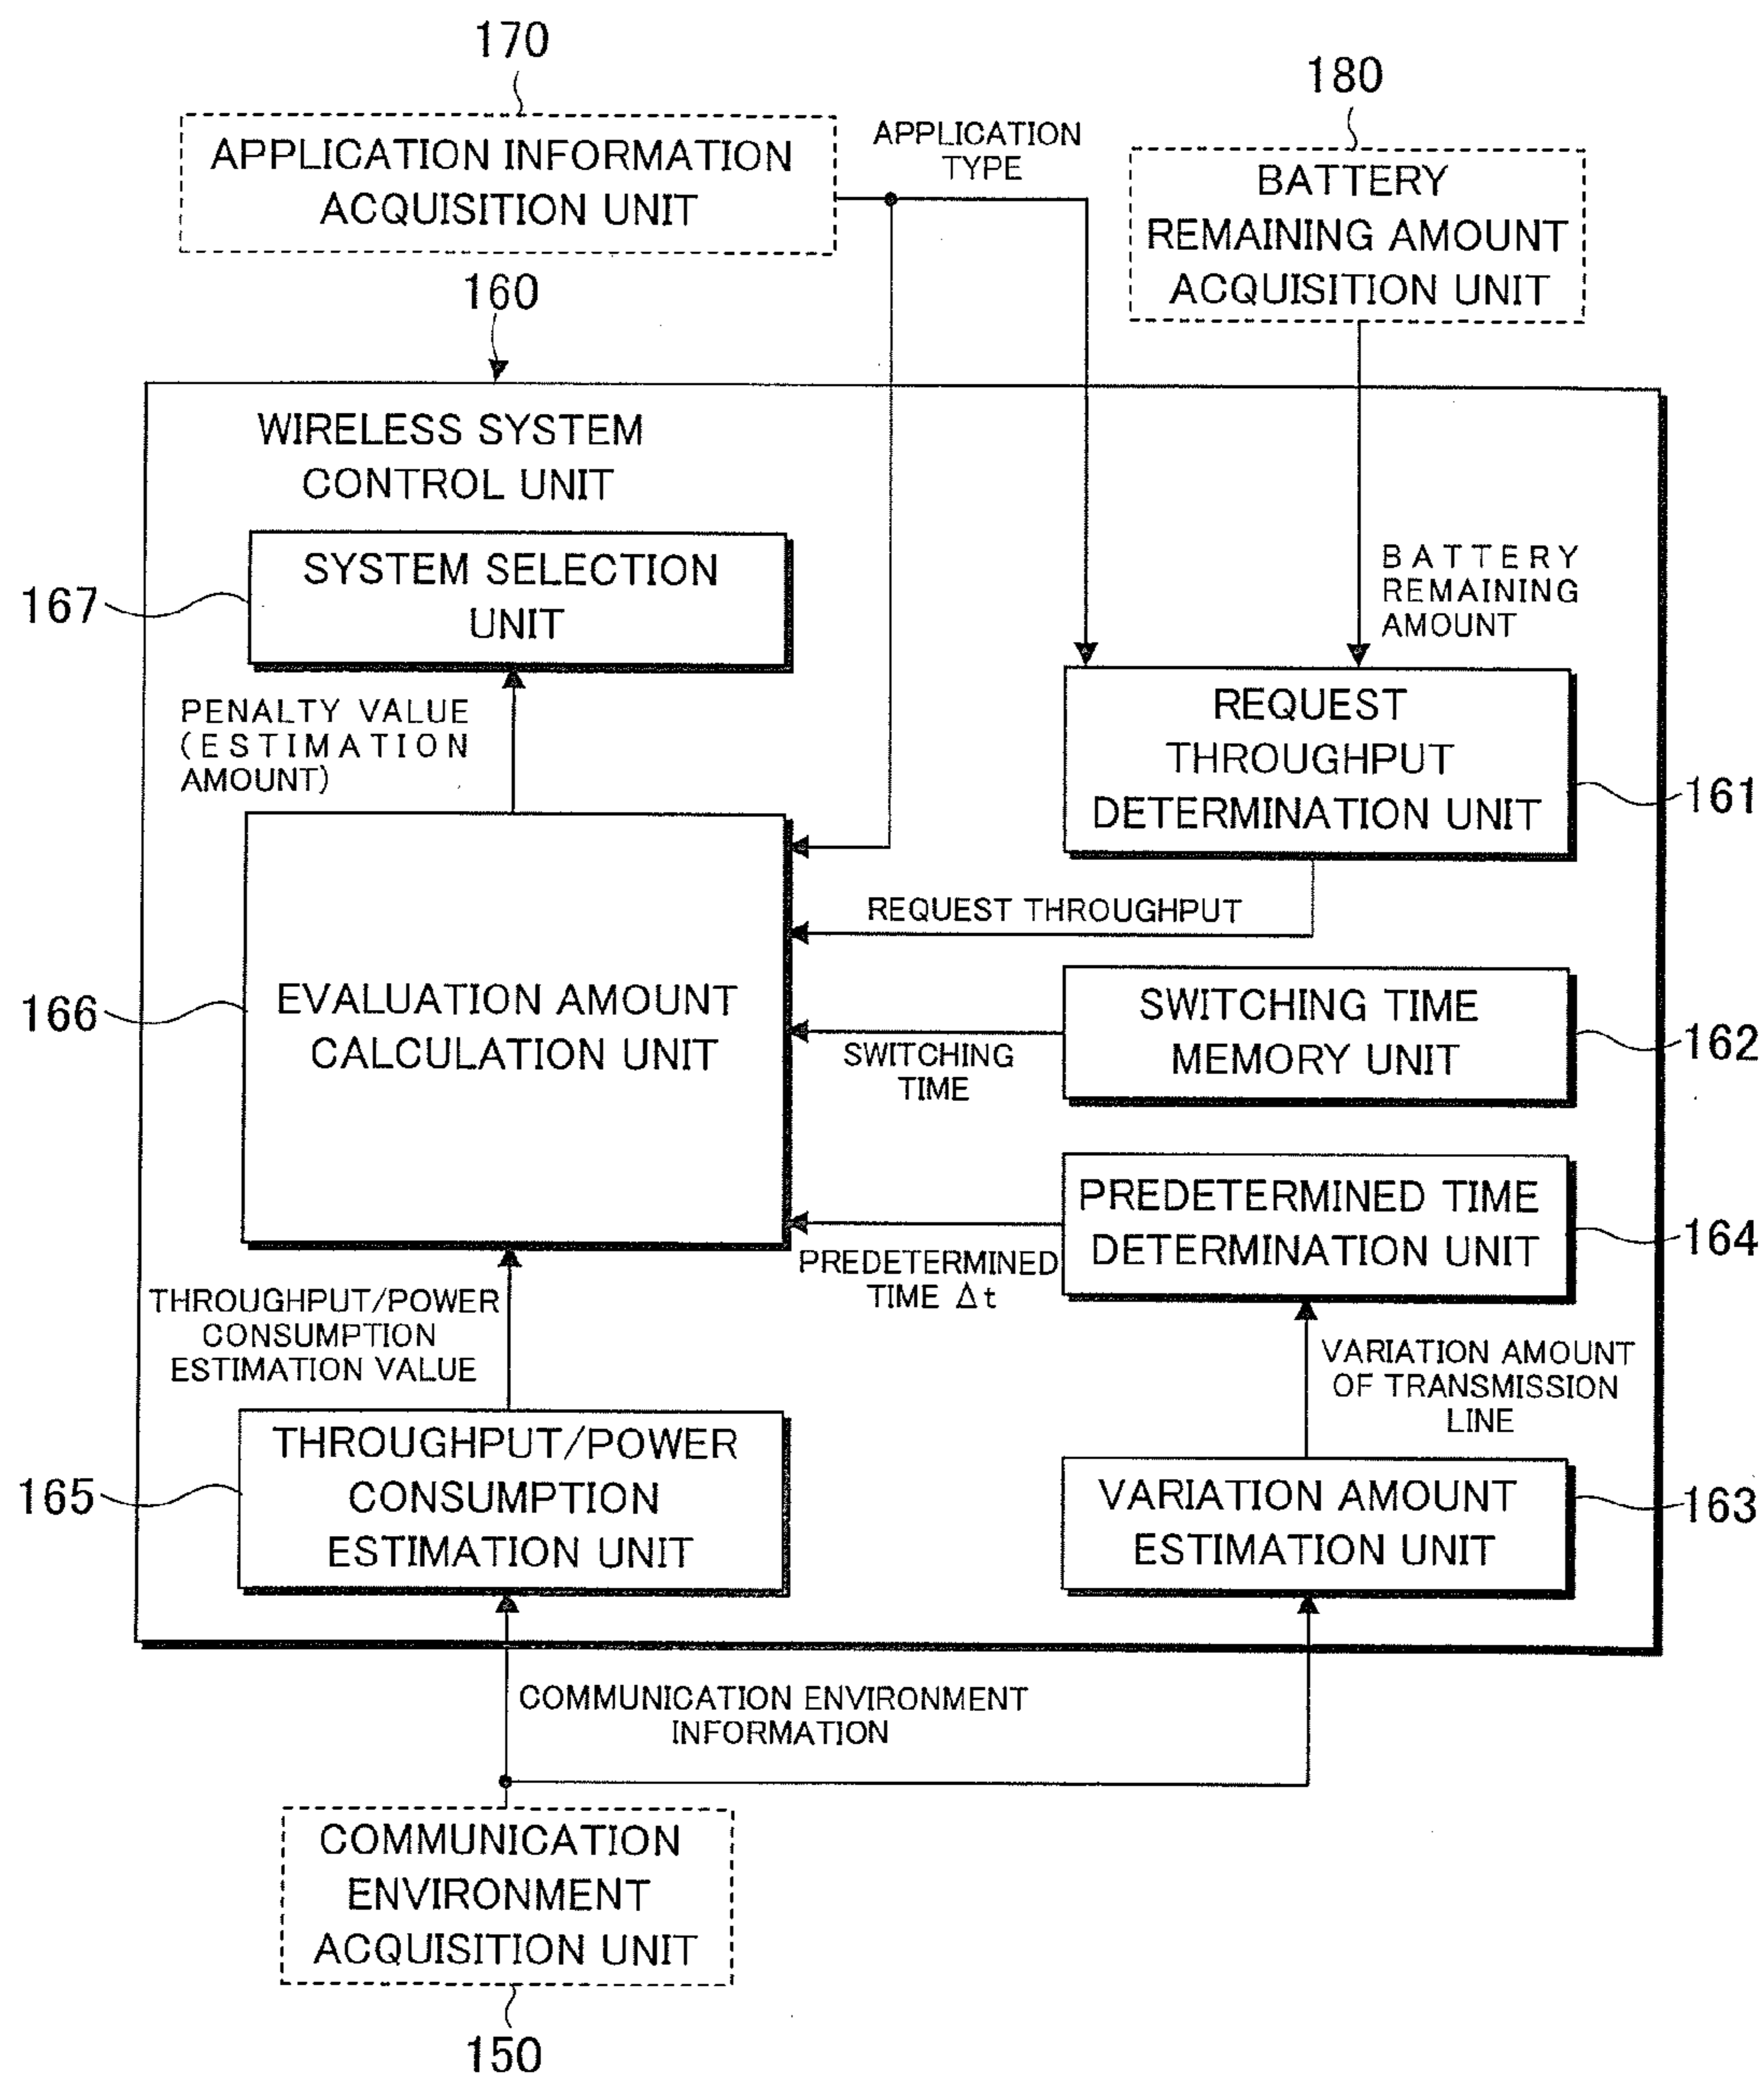 170
APPLICATION INFORMATION
ACQUISITION UNIT
APPLICATION
TYPE
180
BATTERY
REMAINING AMOUNT
ACQUISITION UNIT
160
WIRELESS SYSTEM
CONTROL UNIT
SYSTEM SELECTION
UNIT
167
BATTERY
REMAINING
AMOUNT
PENALTY VALUE
(ESTIMATION
AMOUNT)
REQUEST
THROUGHPUT
DETERMINATION UNIT
161
REQUEST THROUGHPUT
EVALUATION AMOUNT
CALCULATION UNIT
166
SWITCHING TIME
MEMORY UNIT
162
SWITCHING
TIME
PREDETERMINED TIME
DETERMINATION UNIT
164
PREDETERMINED
TIME Δt
THROUGHPUT/POWER
CONSUMPTION
ESTIMATION VALUE
VARIATION AMOUNT
OF TRANSMISSION
LINE
THROUGHPUT/POWER
CONSUMPTION
ESTIMATION UNIT
165
VARIATION AMOUNT
ESTIMATION UNIT
163
COMMUNICATION ENVIRONMENT
INFORMATION
COMMUNICATION
ENVIRONMENT
ACQUISITION UNIT
150